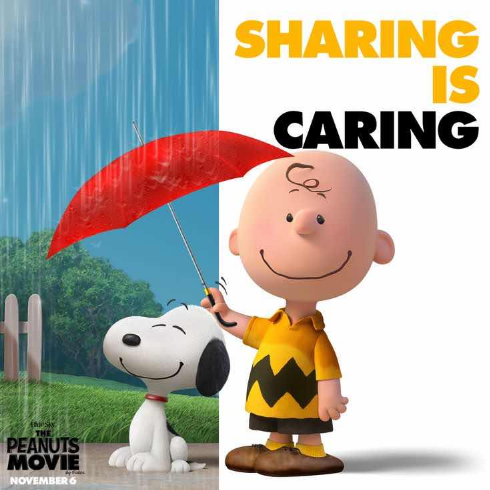 SHARING
IS
CARING
THE
PEANUTS
MOVIE
NOVEMBER 6